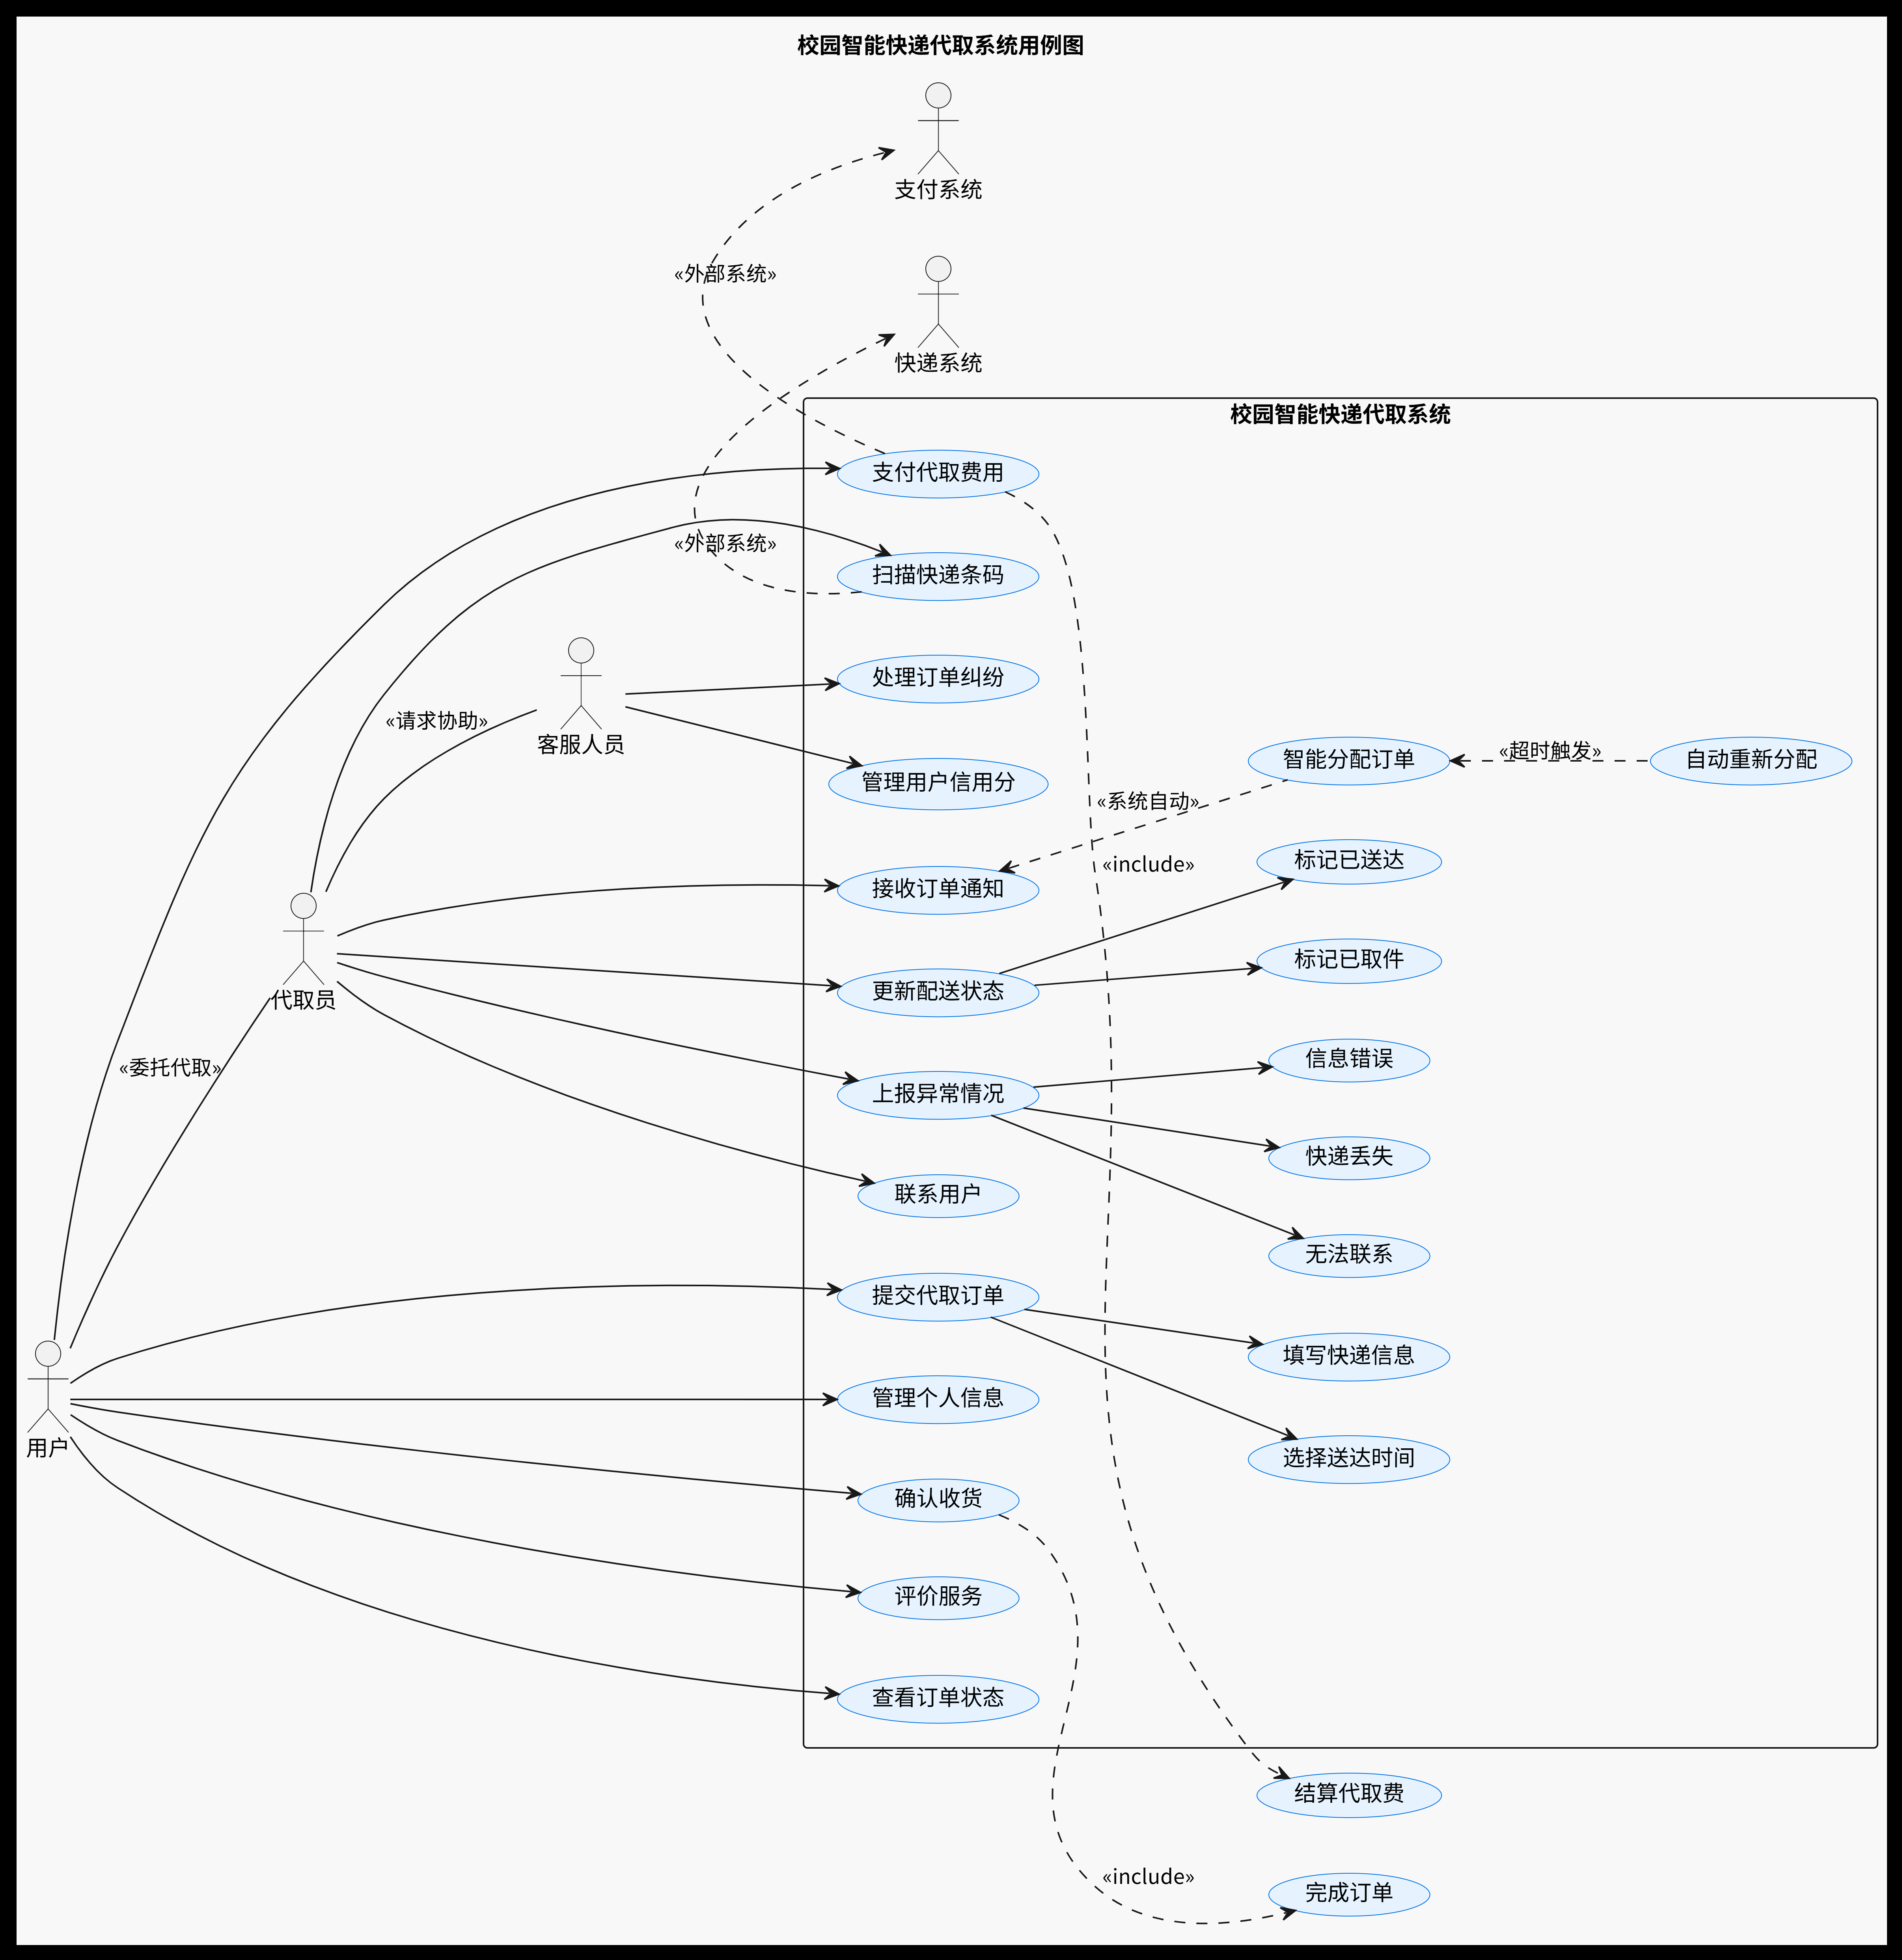 校园智能快递代取系统用例图
支付系统
«外部系统»
快递系统
校园智能快递代取系统
支付代取费用
«外部系统»
扫描快递条码
处理订单纠纷
«请求协助»
客服人员
管理用户信用分
智能分配订单
«超时触发»
自动重新分配
«系统自动»
«include»
标记已送达
接收订单通知
标记已取件
更新配送状态
代取员
«委托代取»
信息错误
上报异常情况
快递丢失
联系用户
无法联系
提交代取订单
填写快递信息
管理个人信息
用户
选择送达时间
确认收货
评价服务
查看订单状态
结算代取费
«include»
完成订单